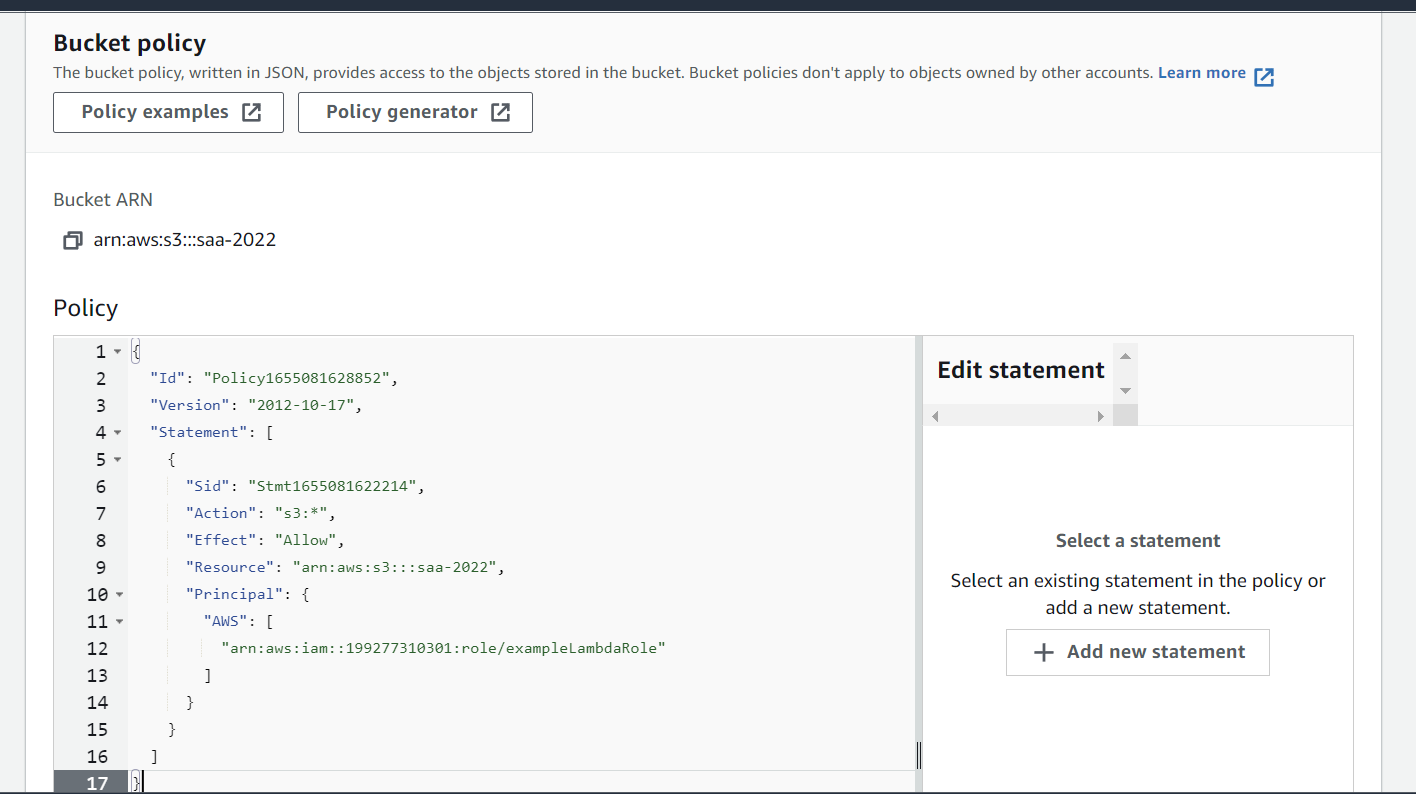 Bucket policy
The bucket policy, written in JSON, provides access to the objects stored in the bucket. Bucket policies don't apply to objects owned by other accounts. Learn more
Policy examples Policy generator
Bucket ARN
arn:aws:s3:::saa-2022
Policy
1 {
2 "Id": "Policy1655081628852",
3 "Version": "2012-10-17",
4 "Statement": [
5 {
6 "Sid": "Stmt1655081622214",
7 "Action": "s3:*",
8 "Effect": "Allow",
9 "Resource": "arn:aws:s3:::saa-2022",
10 "Principal": {
11 "AWS": [
12 "arn:aws:iam::199277310301:role/exampleLambdaRole"
13 ]
14 }
15 }
16 ]
17 }
Edit statement
Select a statement
Select an existing statement in the policy or
add a new statement.
+ Add new statement